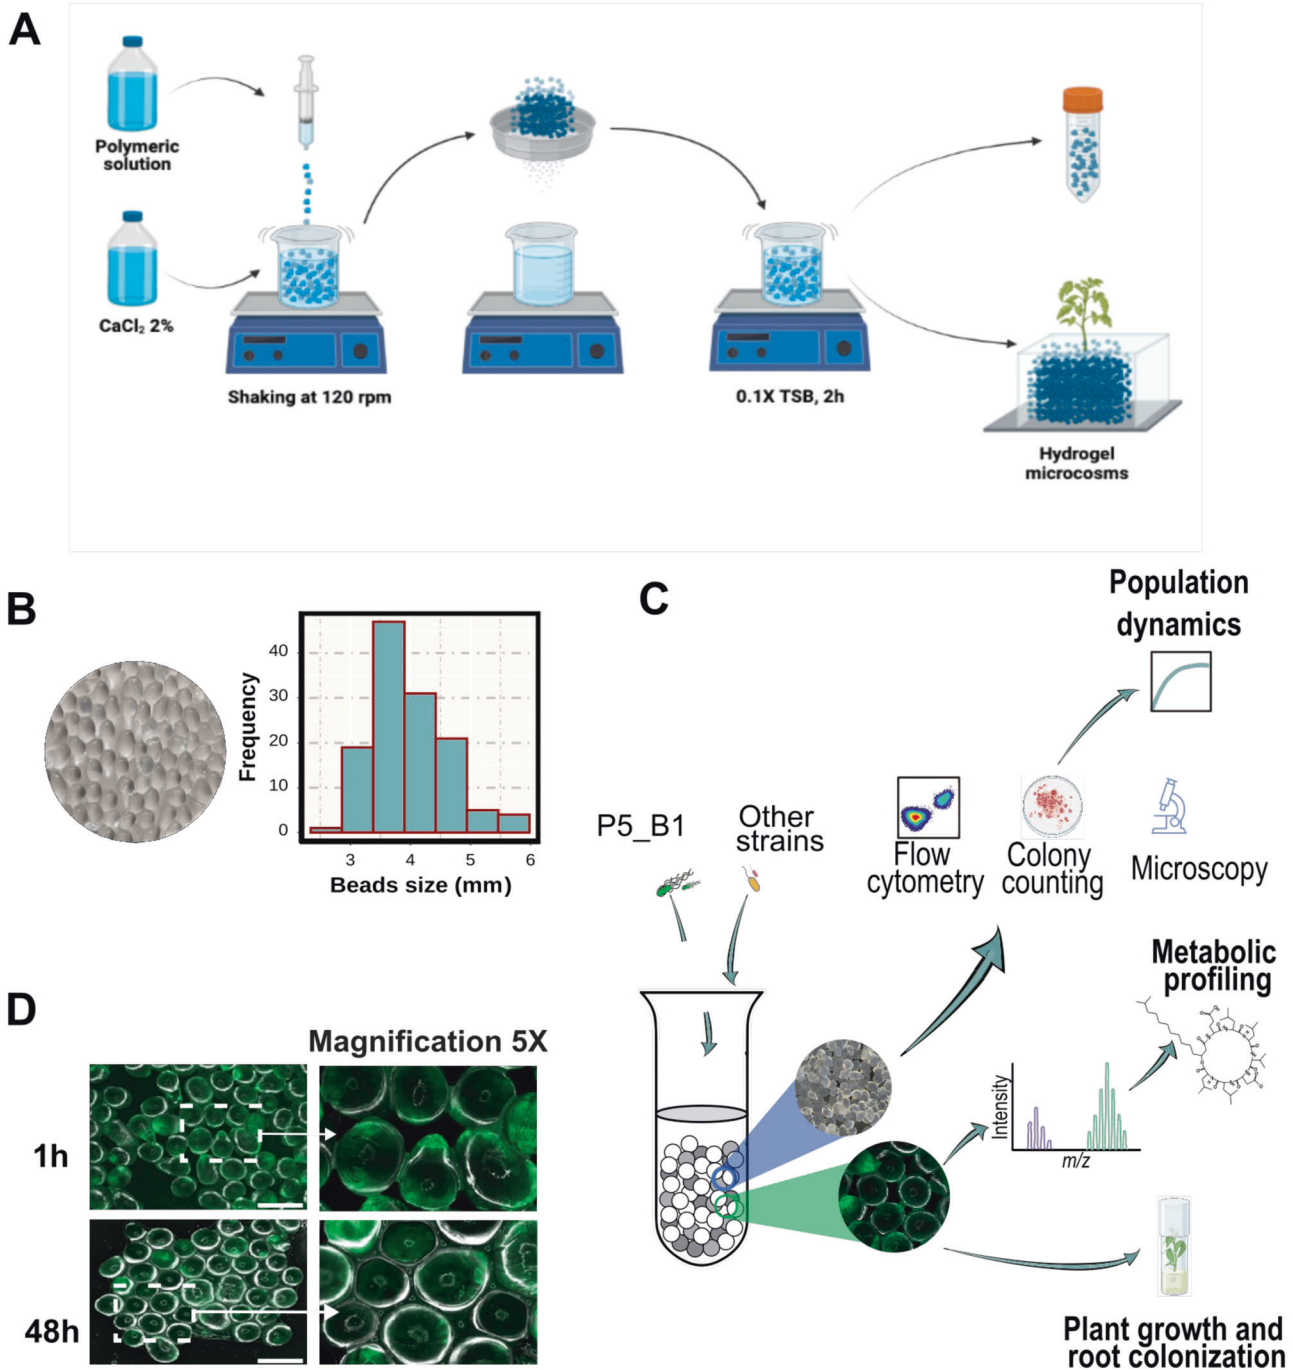 A
Polymeric
solution
CaCl₂ 2%
Shaking at 120 rpm
0.1X TSB, 2h
Hydrogel
microcosms
B
Frequency
40
30
20
10
0
3 4 5 6
Beads size (mm)
C
Population
dynamics
P5_B1
Other
strains
Flow
cytometry
Colony
counting
Microscopy
Metabolic
profiling
Intensity
m/z
Plant growth and
root colonization
D
Magnification 5X
1h
48h